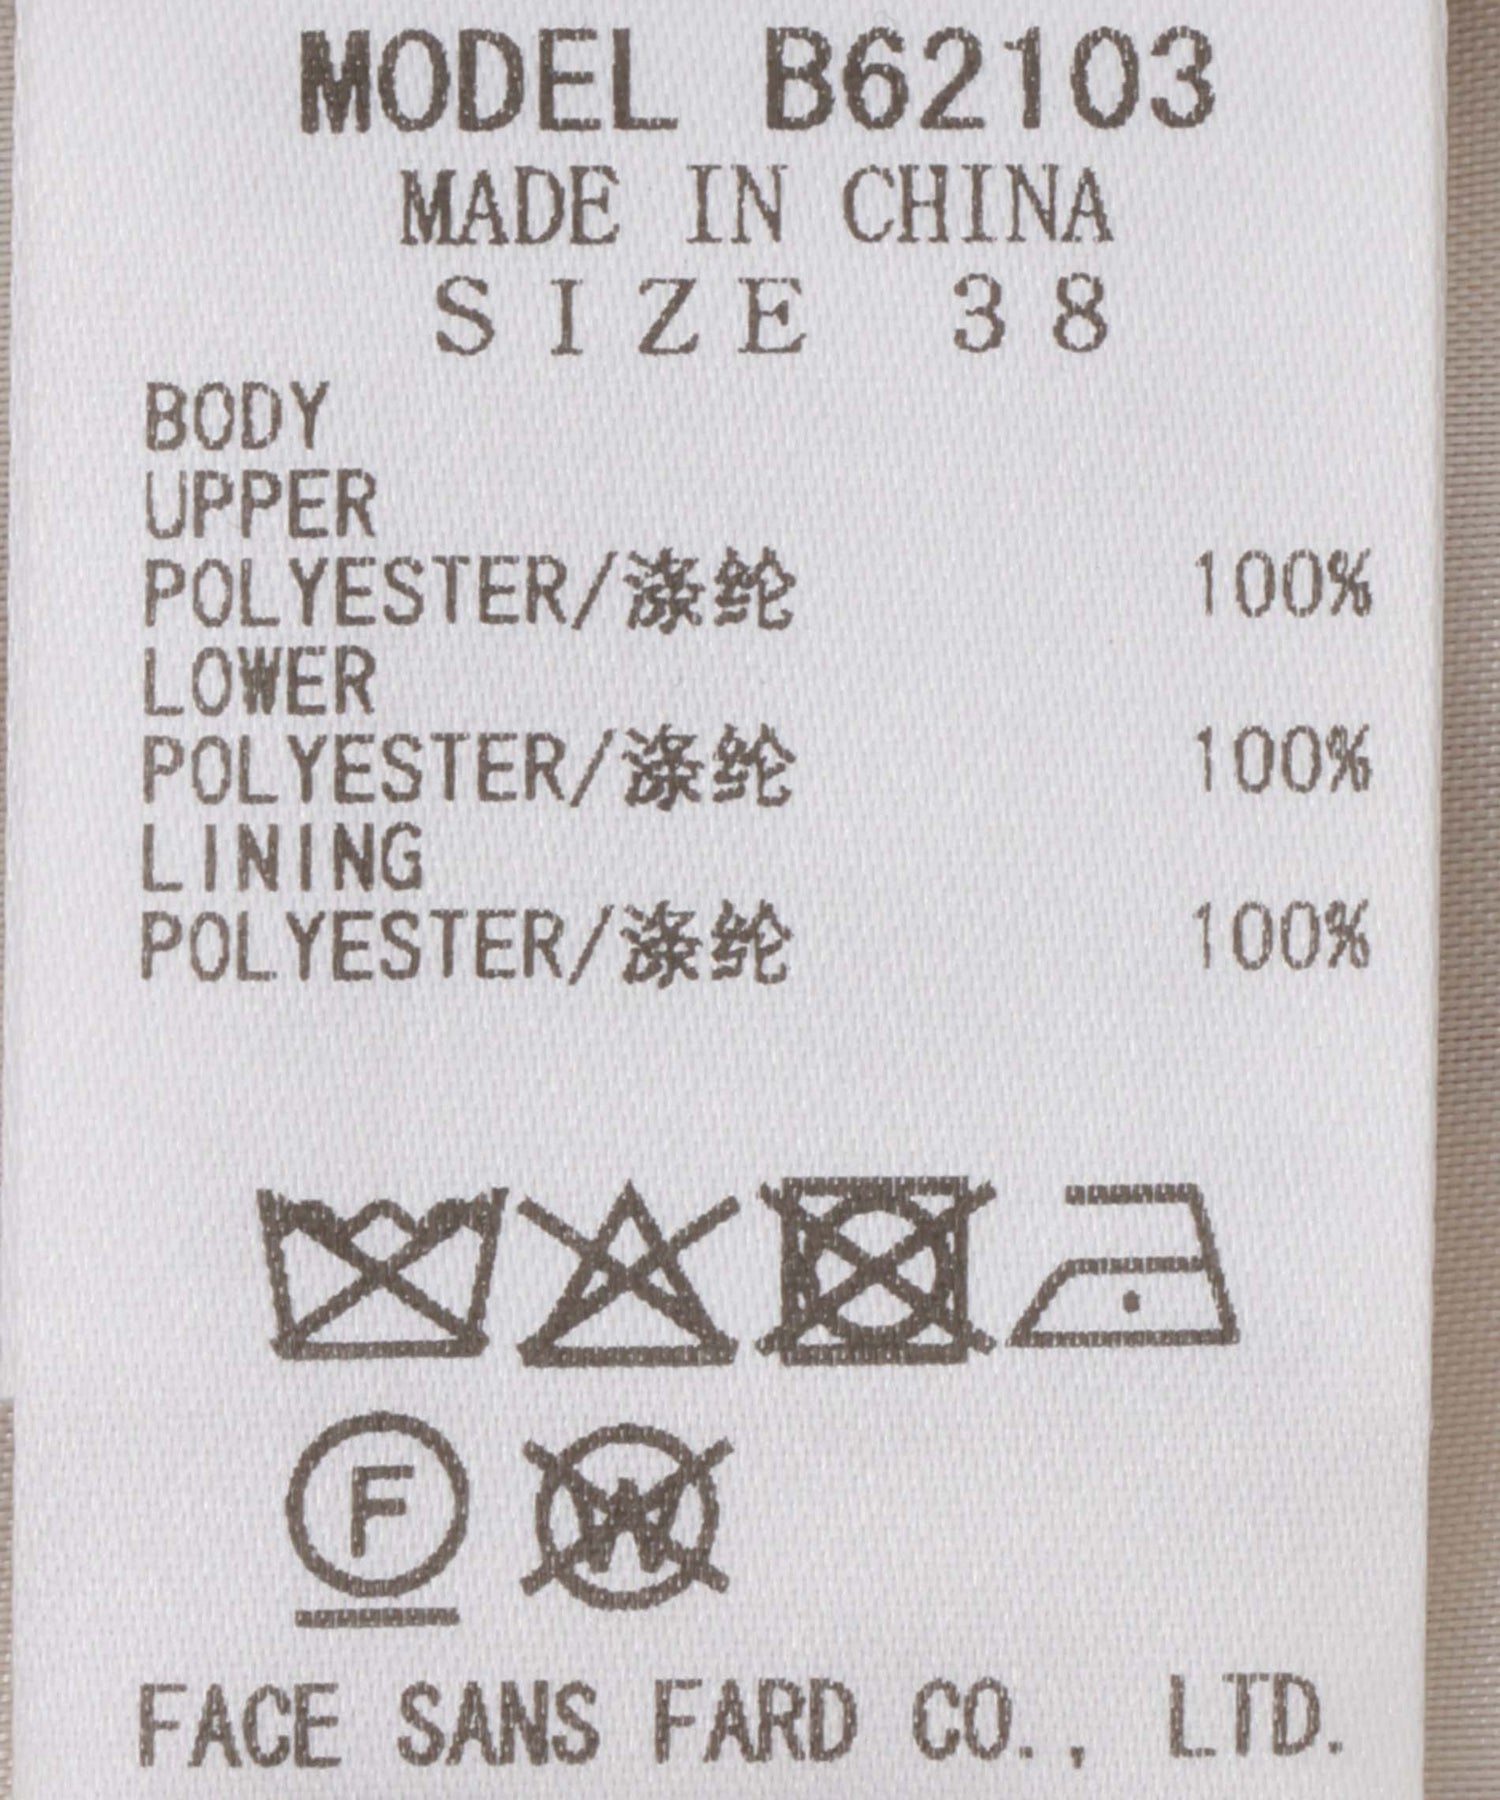 MODEL B62103
MADE IN CHINA
SIZE 38
BODY
UPPER
POLYESTER/涤纶 100%
LOWER
POLYESTER/涤纶 100%
LINING
POLYESTER/涤纶 100%
F W
FACE SANS FARD CO., LTD.